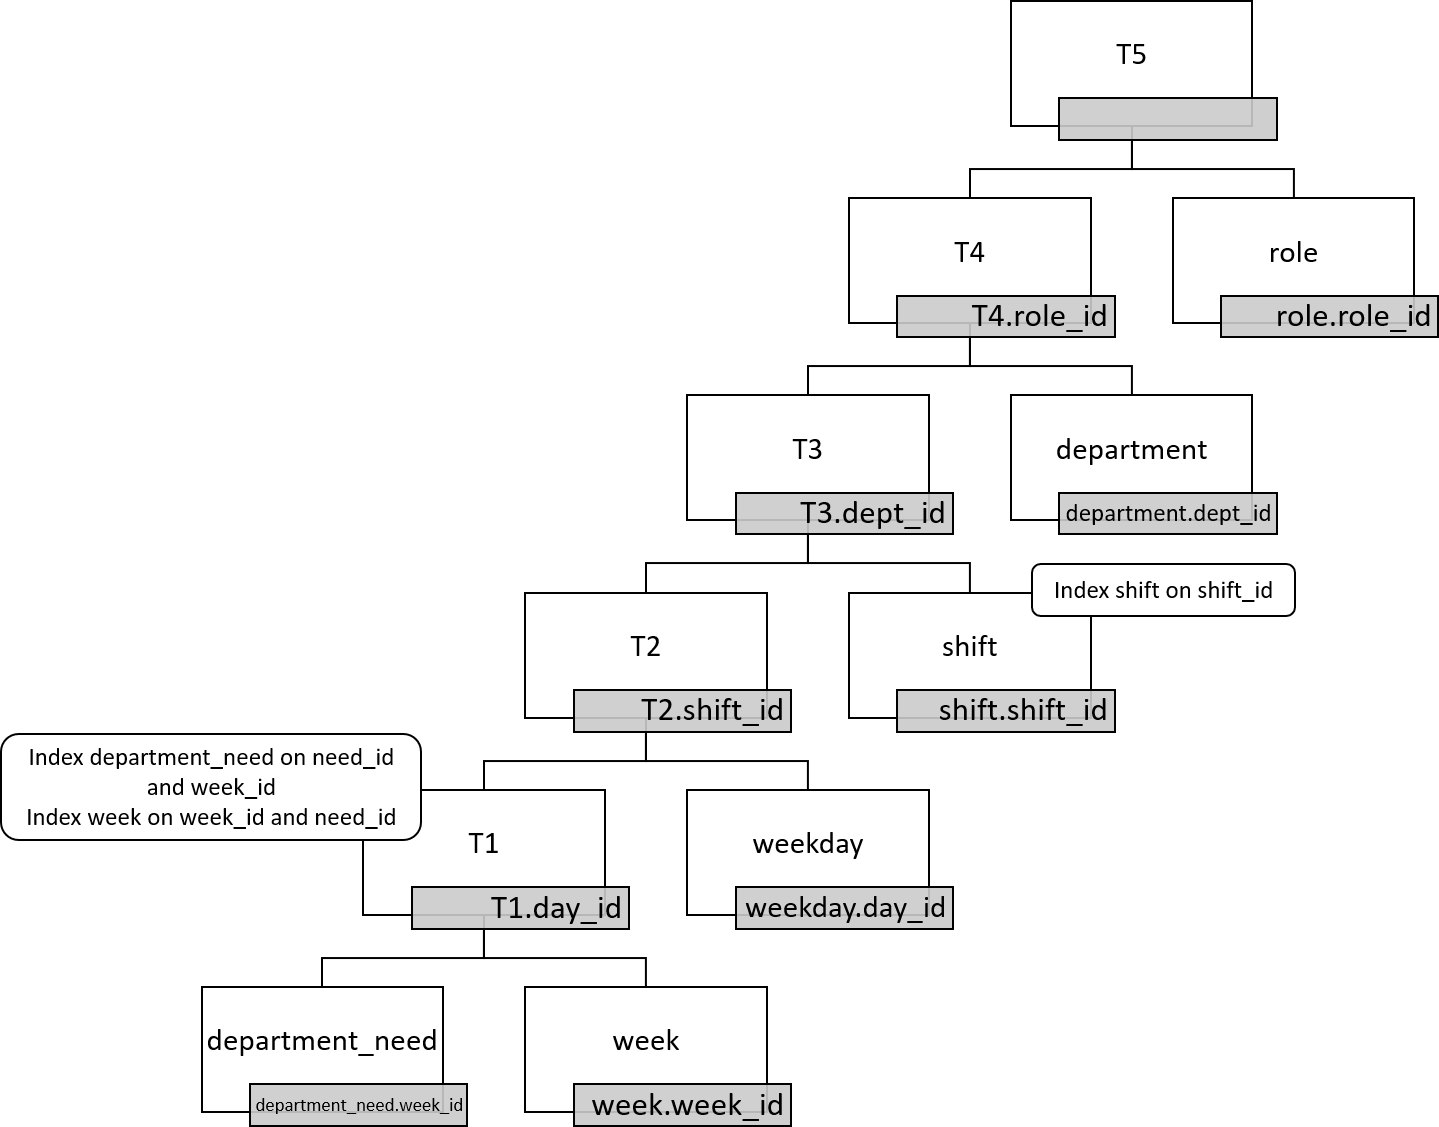 T5
T4
role
T4.role_id
role.role_id
T3
department
T3.dept_id
department.dept_id
Index shift on shift_id
T2
shift
T2.shift_id
shift.shift_id
Index department_need on need_id
and week_id
Index week on week_id and need_id
T1
weekday
T1.day_id
weekday.day_id
department_need
week
department_need.week_id
week.week_id